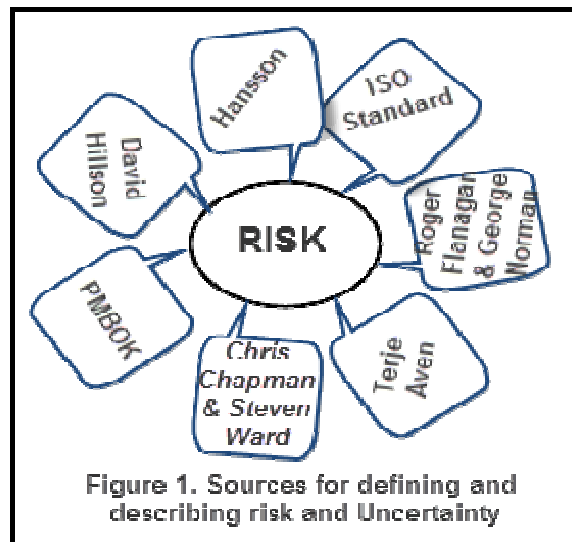 Hansson
ISO
Standard
David
Hillson
RISK
Roger
Flanagan
& George
Norman
PMBOK
Chris
Chapman
& Steven
Ward
Terje
Aven
Figure 1. Sources for defining and
describing risk and Uncertainty